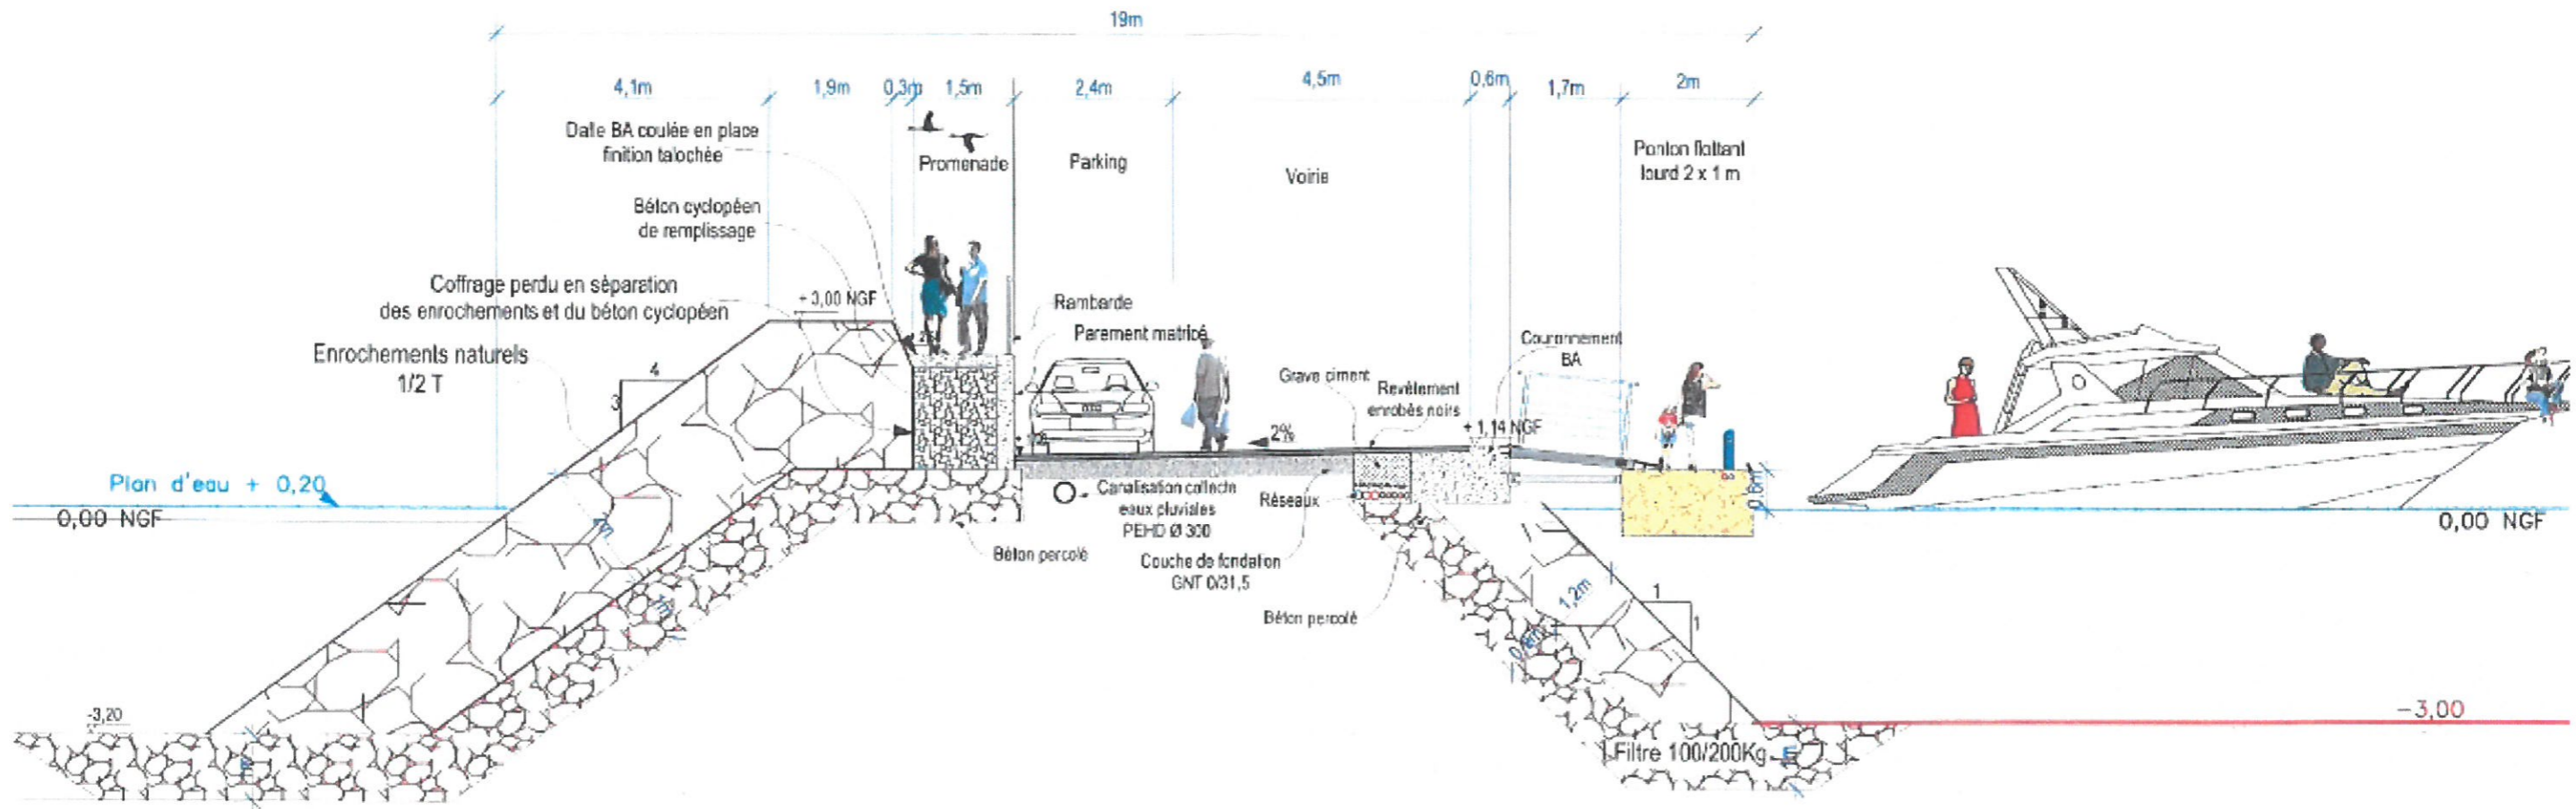 19m
4,1m
1,9m
0,3m
1,5m
2,4m
4,5m
0,6m
1,7m
2m
Dalle BA coulée en place
finition talochée
Promenade
Parking
Voirie
Ponton flottant
lourd 2 x 1 m
Béton cyclopéen
de remplissage
Coffrage perdu en séparation
des enrochements et du béton cyclopéen
+ 3,00 NGF
Rambarde
Parement matricé
Enrochements naturels
1/2 T
4
3
Couronnement
BA
Grave ciment
Revêtement
enrobés noirs
2%
+ 1,14 NGF
Plan d'eau + 0,20
0,00 NGF
Canalisation collecte
eaux pluviales
PEHD Ø 300
Réseaux
0,6m
0,00 NGF
Béton percolé
Couche de fondation
GNT 0/31,5
Béton percolé
1m
1,2m
1
1
-3,20
-3,00
Filtre 100/200Kg